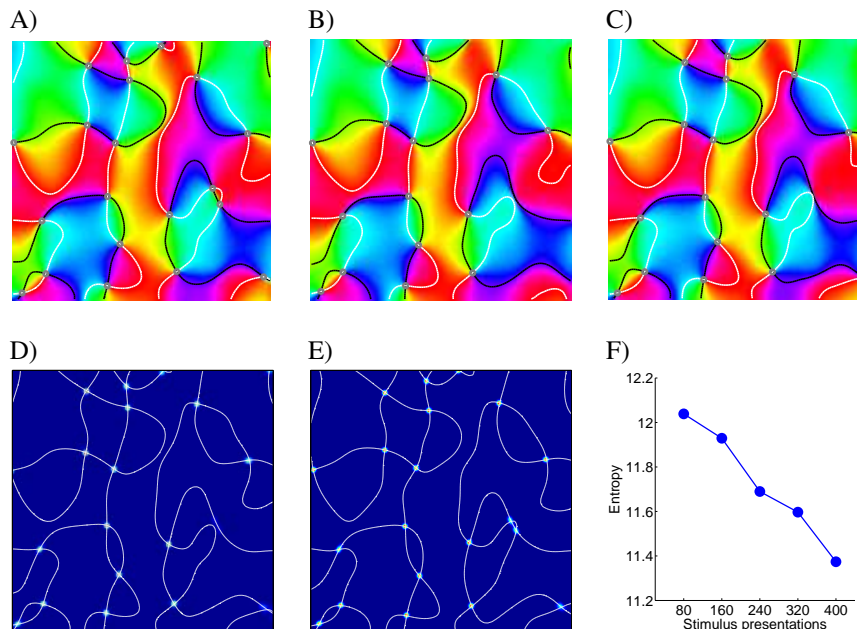 A)
B)
C)
D)
E)
F)
12.2
12
11.8
11.6
11.4
11.2
Entropy
80 160 240 320 400
Stimulus presentations